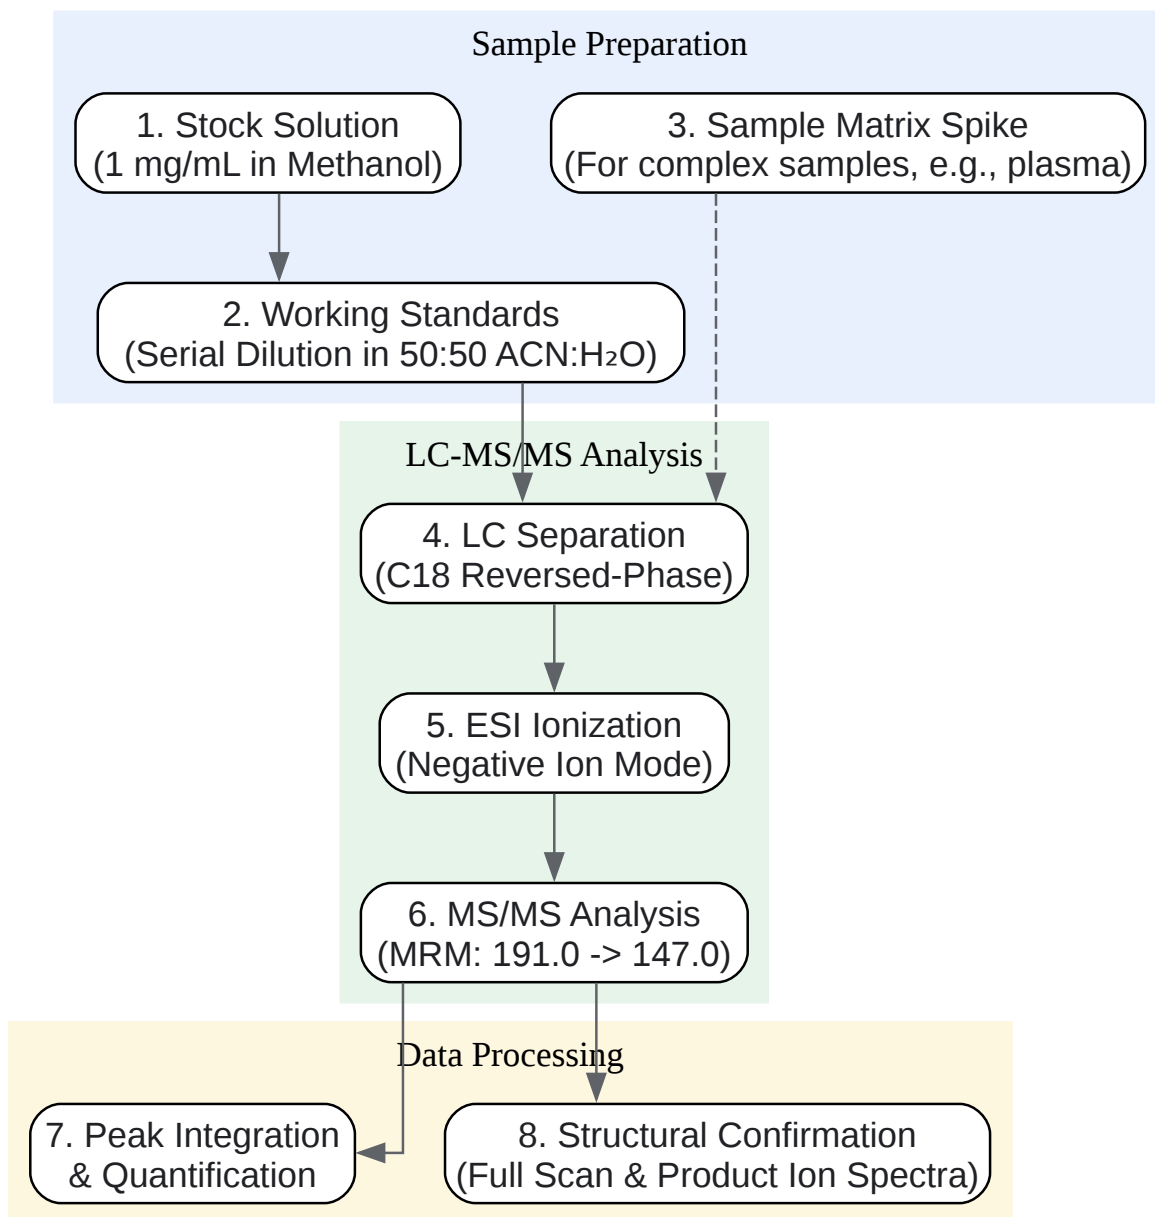 Sample Preparation
1. Stock Solution
(1 mg/mL in Methanol)
3. Sample Matrix Spike
(For complex samples, e.g., plasma)
2. Working Standards
(Serial Dilution in 50:50 ACN:H₂O)
LC-MS/MS Analysis
4. LC Separation
(C18 Reversed-Phase)
5. ESI Ionization
(Negative Ion Mode)
6. MS/MS Analysis
(MRM: 191.0 -> 147.0)
Data Processing
7. Peak Integration
& Quantification
8. Structural Confirmation
(Full Scan & Product Ion Spectra)